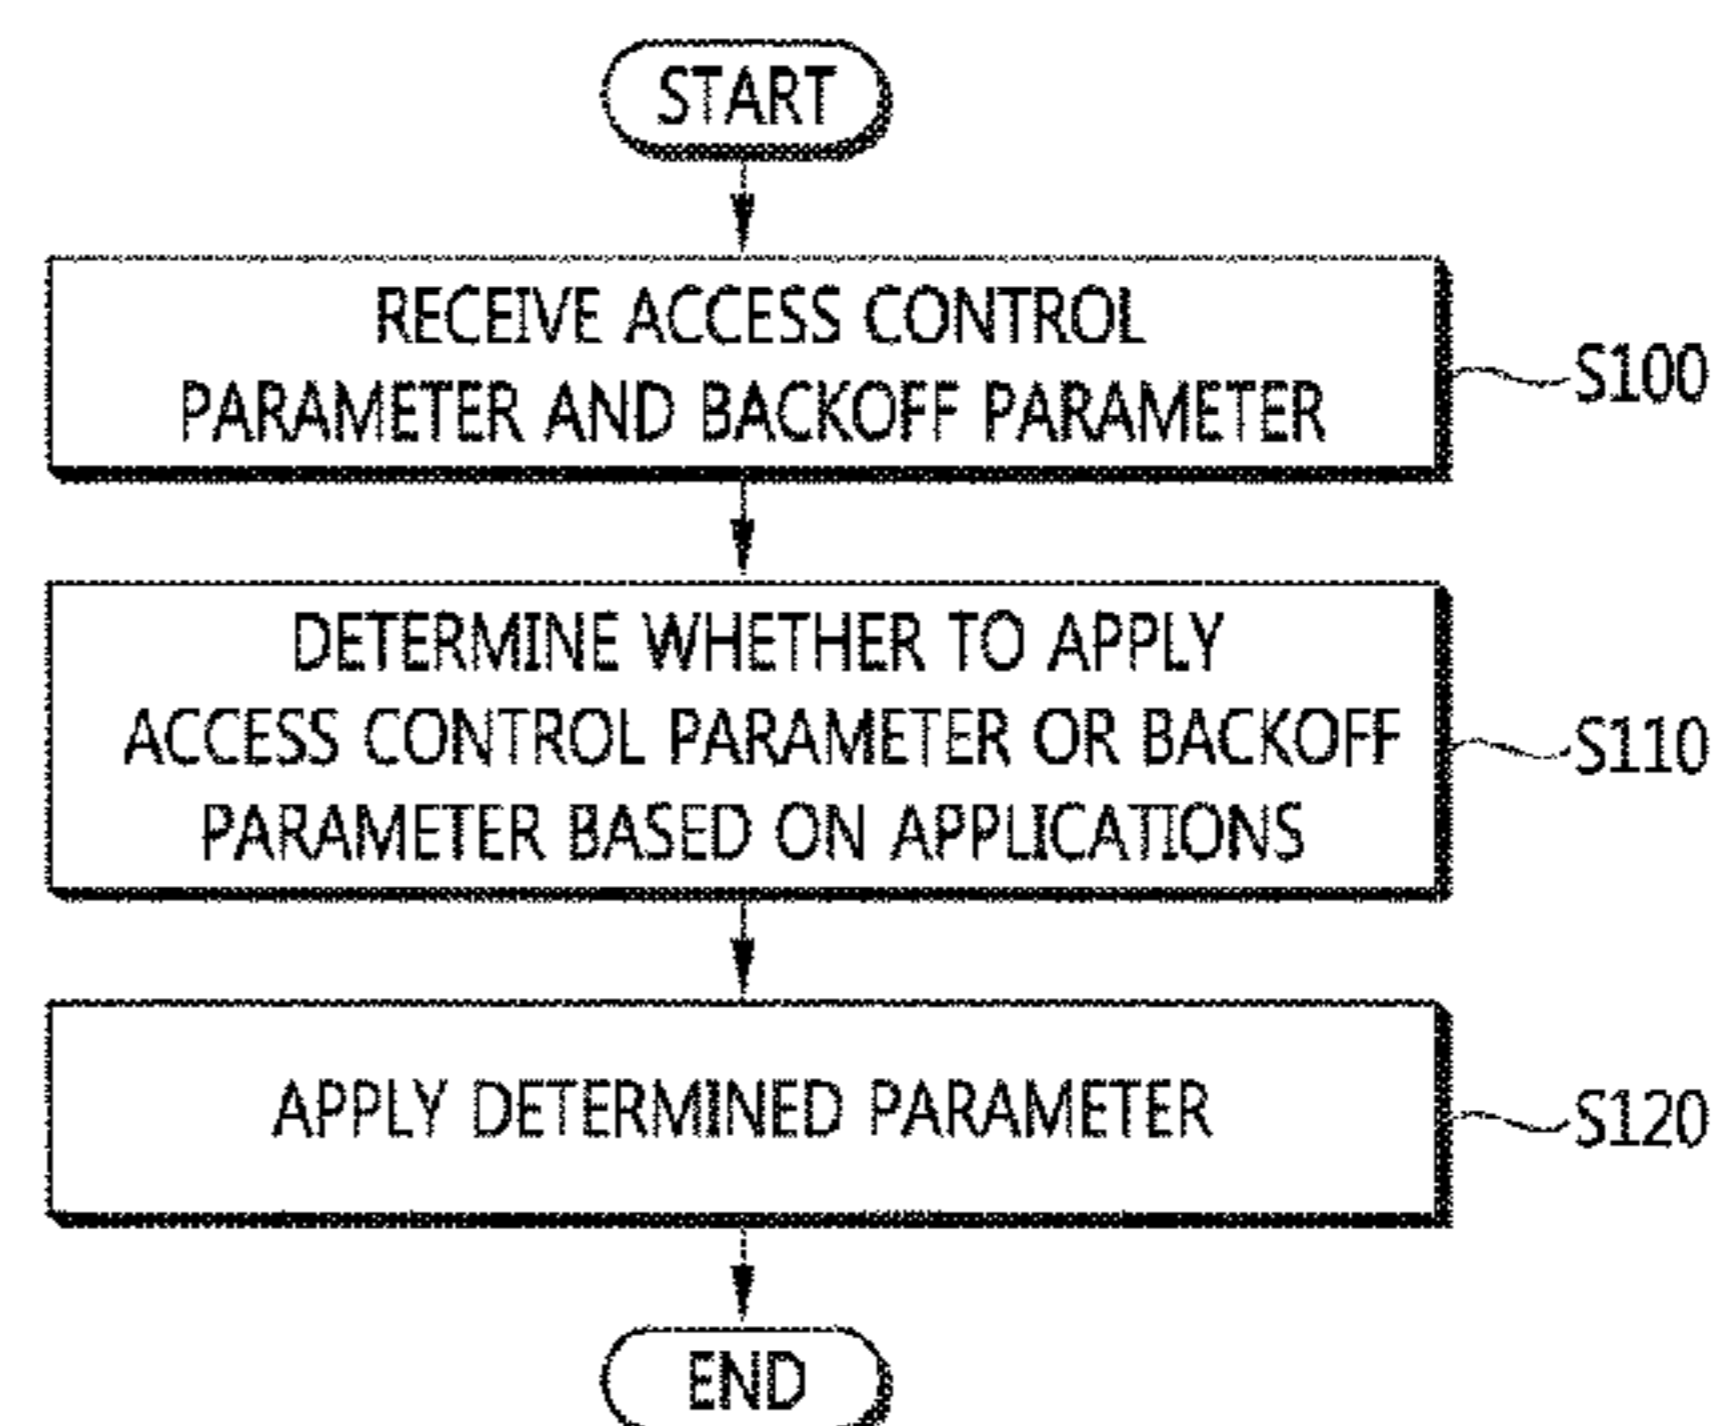 START
RECEIVE ACCESS CONTROL
PARAMETER AND BACKOFF PARAMETER
S100
DETERMINE WHETHER TO APPLY
ACCESS CONTROL PARAMETER OR BACKOFF
PARAMETER BASED ON APPLICATIONS
S110
APPLY DETERMINED PARAMETER
S120
END